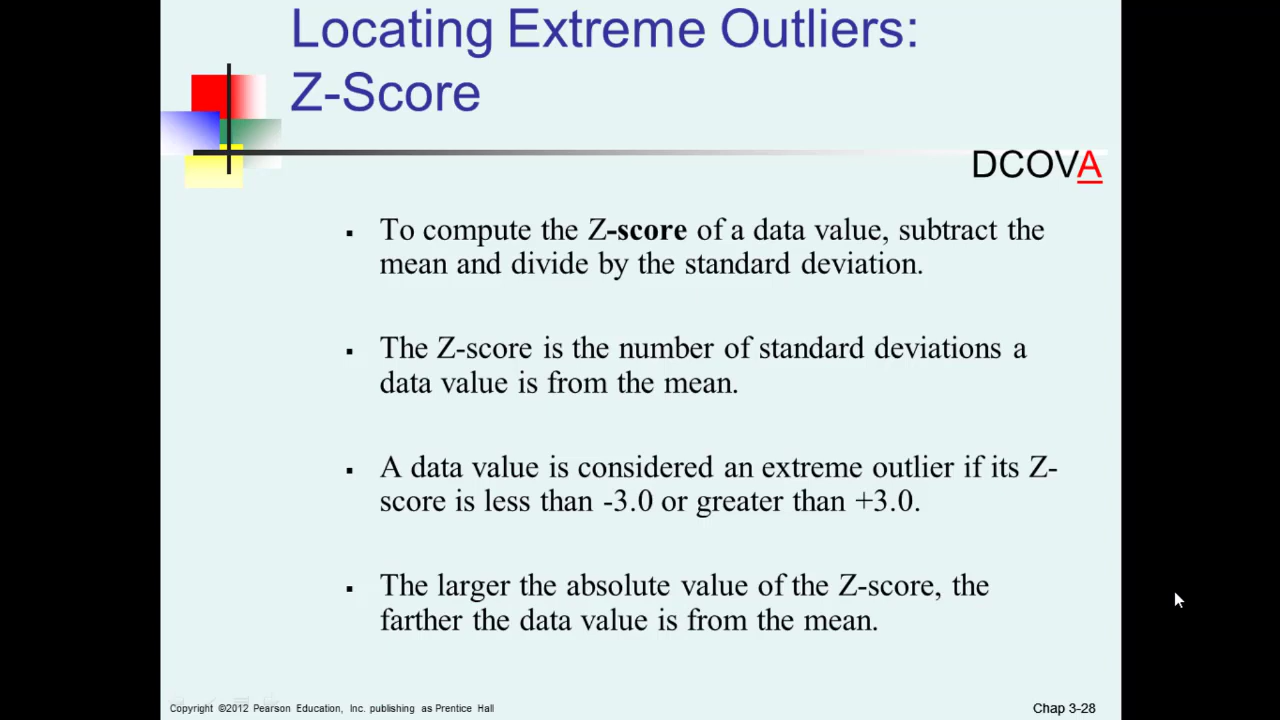 Locating Extreme Outliers:
Z-Score
DCOVA
▪ To compute the Z-score of a data value, subtract the
mean and divide by the standard deviation.
▪ The Z-score is the number of standard deviations a
data value is from the mean.
▪ A data value is considered an extreme outlier if its Z-
score is less than -3.0 or greater than +3.0.
▪ The larger the absolute value of the Z-score, the
farther the data value is from the mean.
Copyright ©2012 Pearson Education, Inc. publishing as Prentice Hall
Chap 3-28